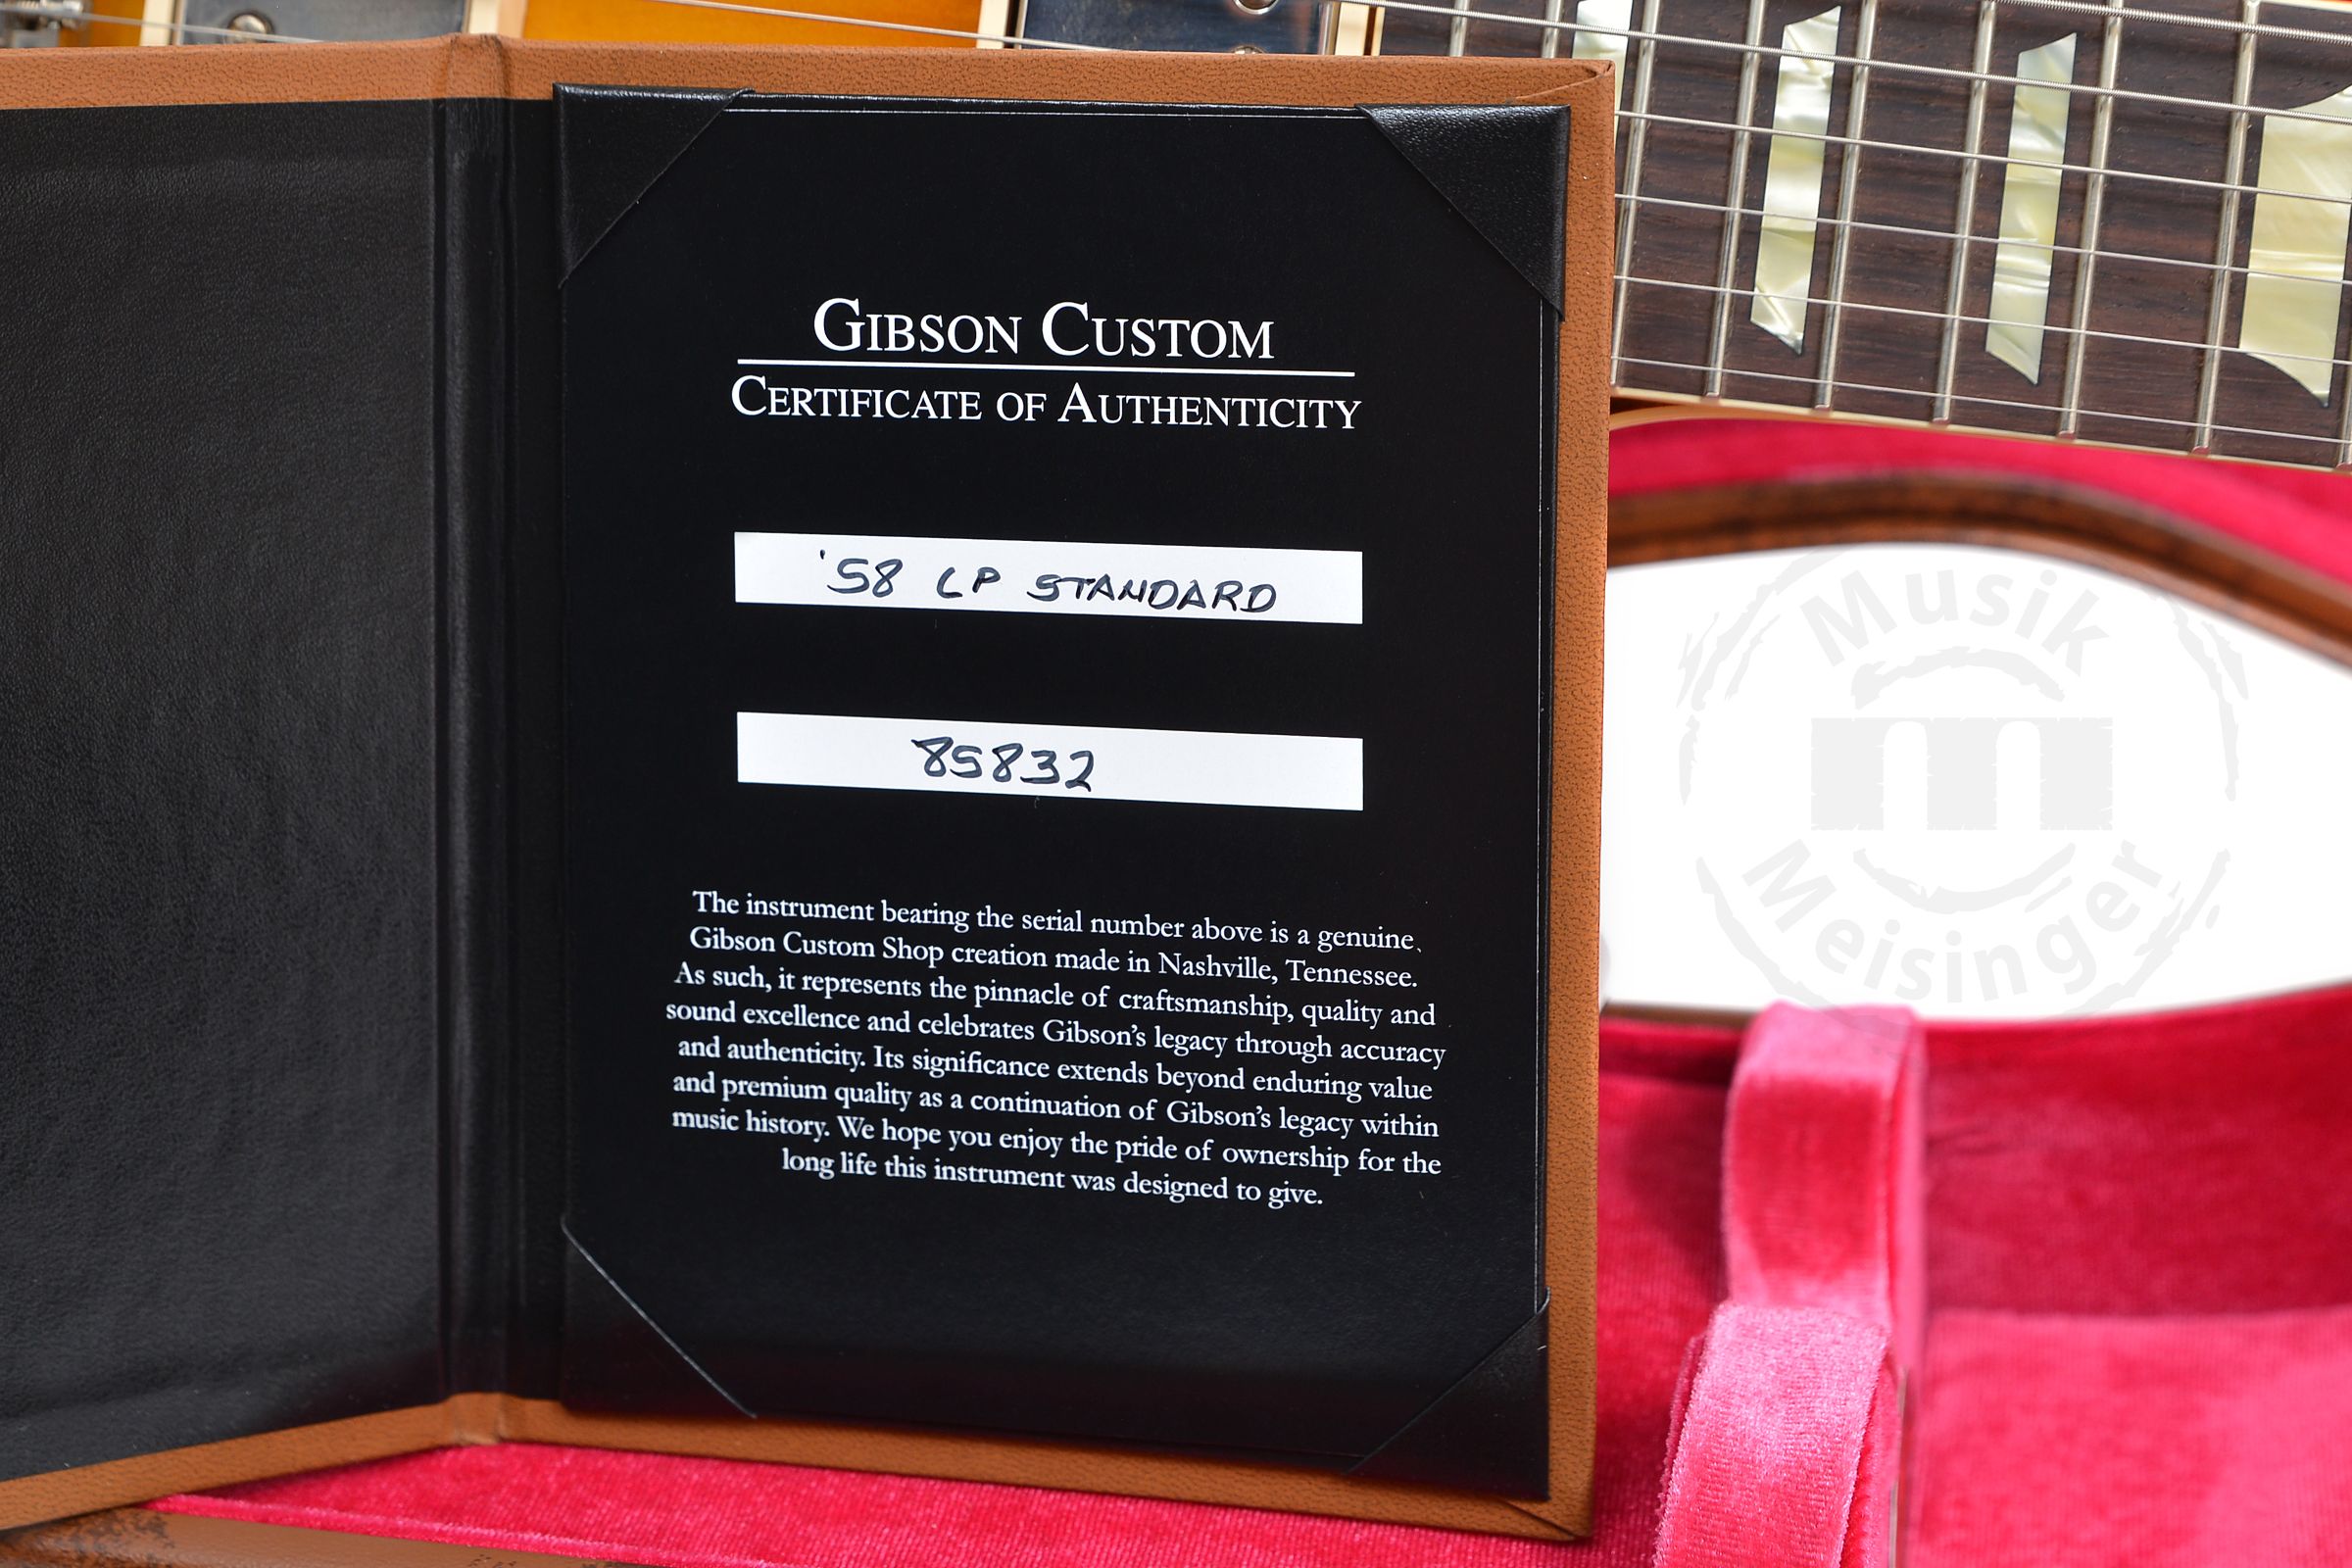 GIBSON CUSTOM
CERTIFICATE OF AUTHENTICITY
'58 LP STANDARD
85832
The instrument bearing the serial number above is a genuine
Gibson Custom Shop creation made in Nashville, Tennessee.
As such, it represents the pinnacle of craftsmanship, quality and
sound excellence and celebrates Gibson's legacy through accuracy
and authenticity. Its significance extends beyond enduring value
and premium quality as a continuation of Gibson's legacy within
music history. We hope you enjoy the pride of ownership for the
long life this instrument was designed to give.
Musik
m
Meisinger